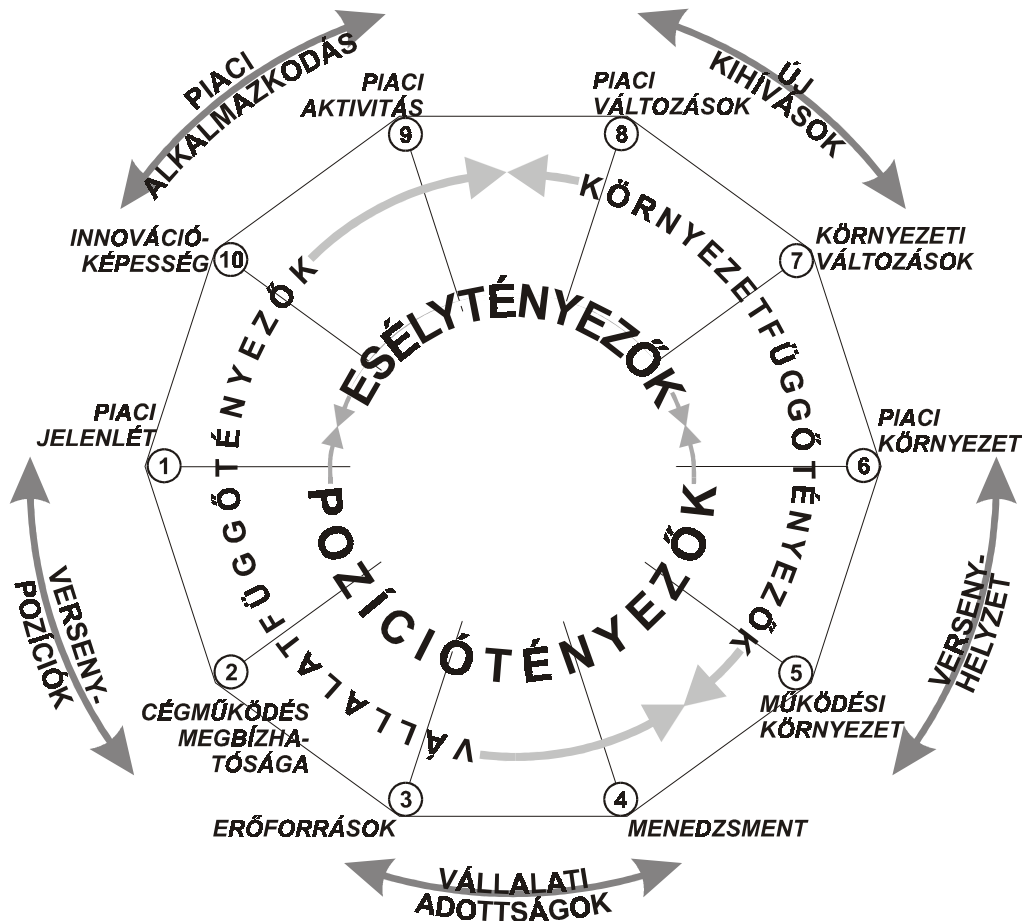 PIACI
ALKALMAZKODÁS
ÚJ
KIHÍVÁSOK
PIACI
AKTIVITÁS
9
PIACI
VÁLTOZÁSOK
8
INNOVÁCIÓ-
KÉPESSÉG
10
KÖRNYEZETI
VÁLTOZÁSOK
7
KÖRNYEZETFÜGGŐ TÉNYEZŐK
ESÉLYTÉNYEZŐK
PIACI
JELENLÉT
1
PIACI
KÖRNYEZET
6
VÁLLALATFÜGGŐ TÉNYEZŐK
POZÍCIÓTÉNYEZŐK
VERSENY-
POZÍCIÓK
VERSENY-
HELYZET
2
CÉGMŰKÖDÉS
MEGBÍZHA-
TÓSÁGA
5
MŰKÖDÉSI
KÖRNYEZET
3
ERŐFORRÁSOK
4
MENEDZSMENT
VÁLLALATI
ADOTTSÁGOK